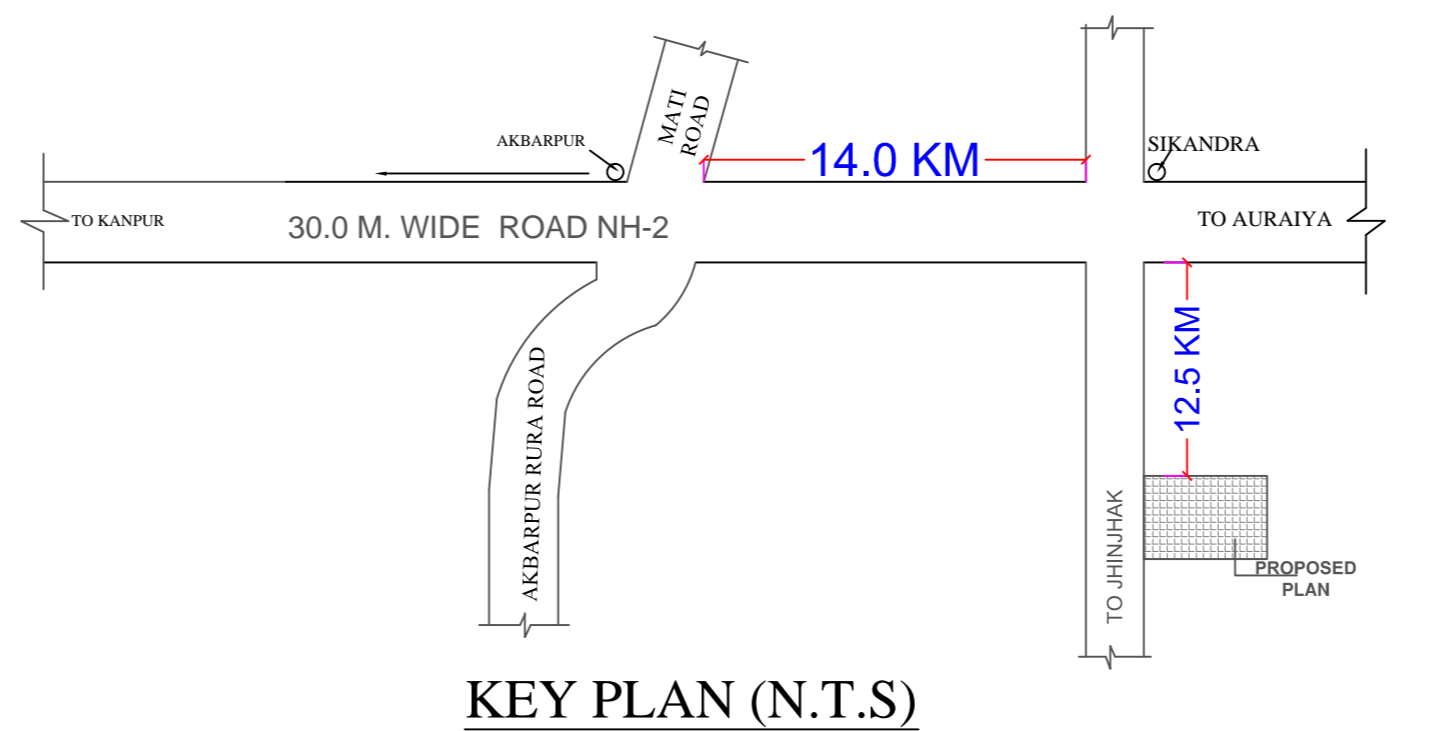 MATI
ROAD
AKBARPUR
14.0 KM
SIKANDRA
TO KANPUR
30.0 M. WIDE ROAD NH-2
TO AURAIYA
AKBARPUR RURA ROAD
12.5 KM
TO JHINJHAK
PROPOSED
PLAN
KEY PLAN (N.T.S)